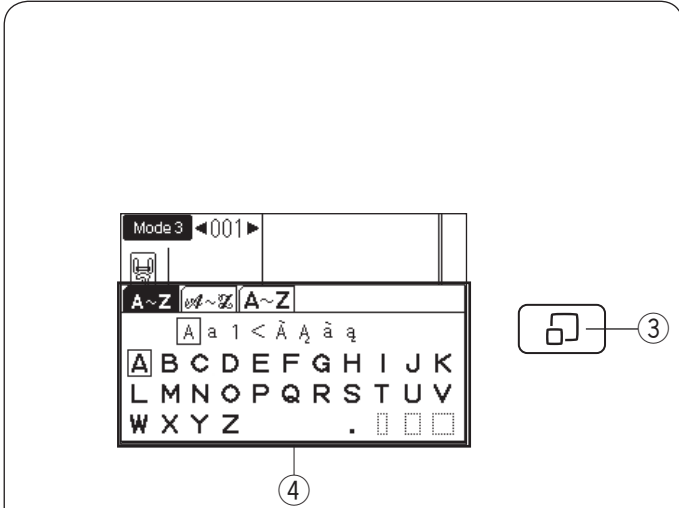 Mode 3 ◄001►
A~Z 𝒜~𝒵 A~Z
A a 1 < Ã Ą ã ą
A B C D E F G H I J K
L M N O P Q R S T U V
W X Y Z .
③
④